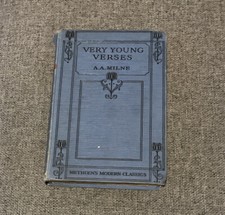 VERY YOUNG
VERSES
A.A. MILNE
METHUEN'S MODERN CLASSICS